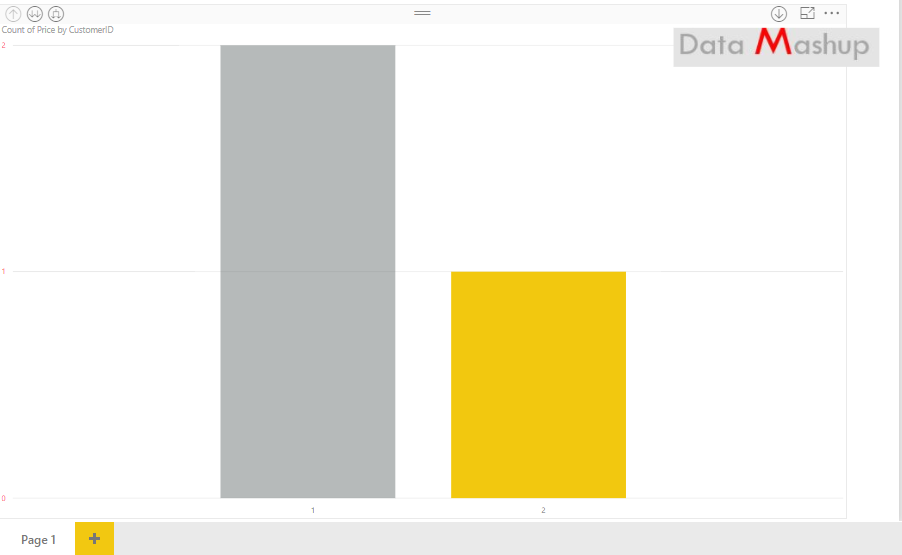 Count of Price by CustomerID
Data Mashup
2
1
0
1
2
Page 1